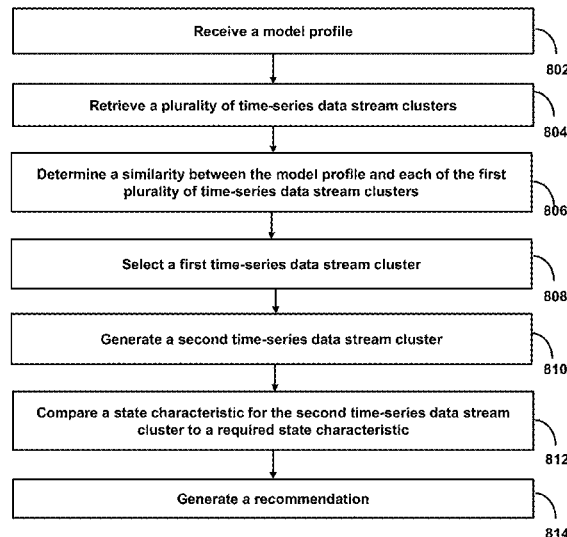 Receive a model profile
802
Retrieve a plurality of time-series data stream clusters
804
Determine a similarity between the model profile and each of the first
plurality of time-series data stream clusters
806
Select a first time-series data stream cluster
808
Generate a second time-series data stream cluster
810
Compare a state characteristic for the second time-series data stream
cluster to a required state characteristic
812
Generate a recommendation
814